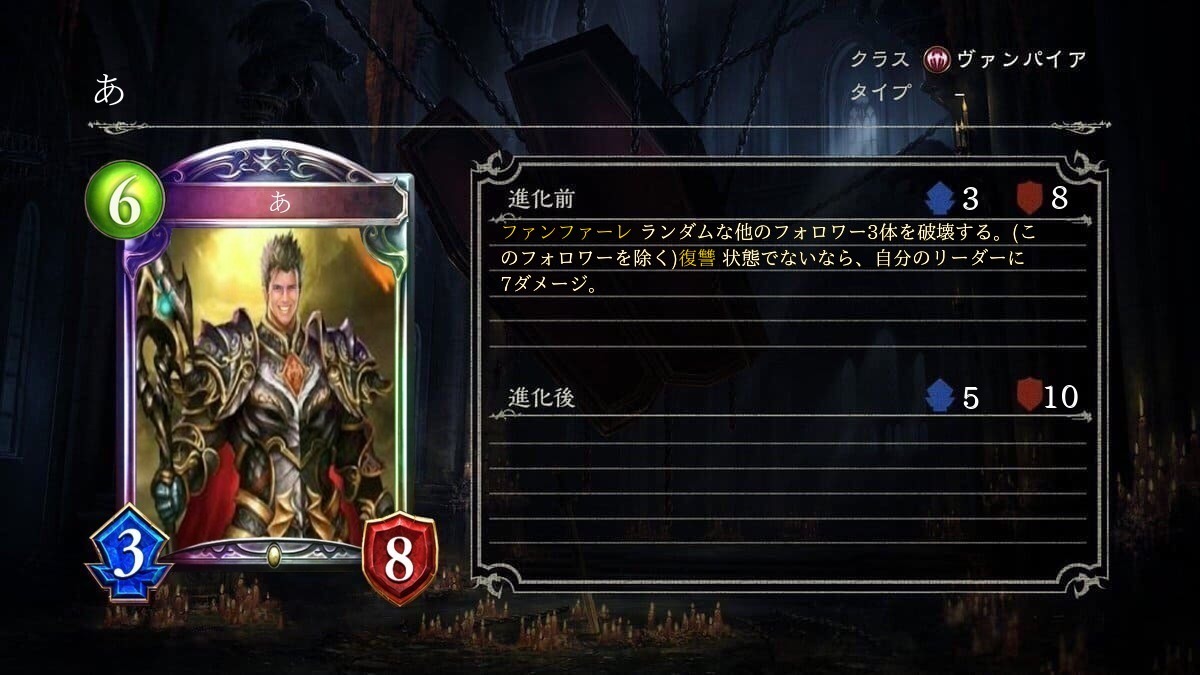 あ
クラス ヴァンパイア
タイプ -
6
あ
3
8
進化前 3 8
ファンファーレ ランダムな他のフォロワー3体を破壊する。(こ
のフォロワーを除く)復讐 状態でないなら、自分のリーダーに
7ダメージ。
進化後 5 10